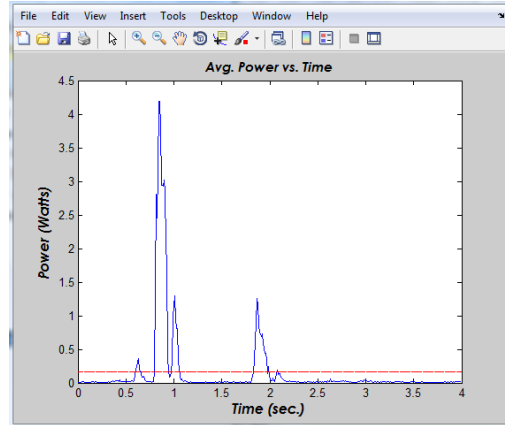 File Edit View Insert Tools Desktop Window Help
Avg. Power vs. Time
4.5
4
3.5
3
2.5
2
1.5
1
0.5
0
Power (Watts)
0 0.5 1 1.5 2 2.5 3 3.5 4
Time (sec.)